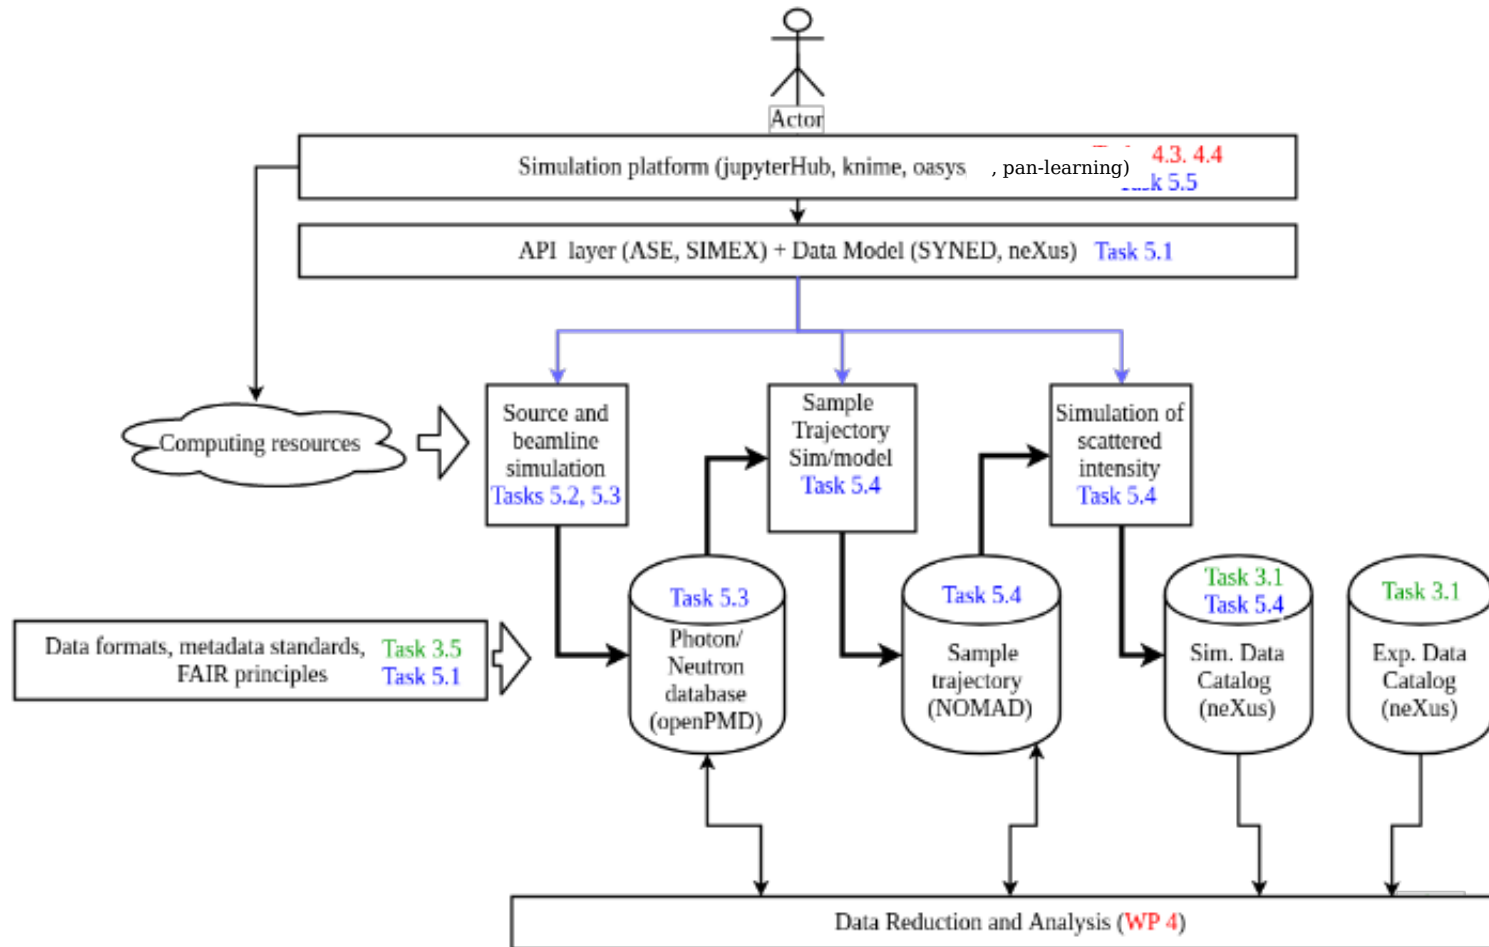 Actor
Simulation platform (jupyterHub, knime, oasys , pan-learning)
4.3. 4.4
k 5.5
API layer (ASE, SIMEX) + Data Model (SYNED, neXus) Task 5.1
Computing resources
Source and
beamline
simulation
Tasks 5.2, 5.3
Sample
Trajectory
Sim/model
Task 5.4
Simulation of
scattered
intensity
Task 5.4
Data formats, metadata standards,
FAIR principles
Task 3.5
Task 5.1
Task 5.3
Photon/
Neutron
database
(openPMD)
Task 5.4
Sample
trajectory
(NOMAD)
Task 3.1
Task 5.4
Sim. Data
Catalog
(neXus)
Task 3.1
Exp. Data
Catalog
(neXus)
Data Reduction and Analysis (WP 4)